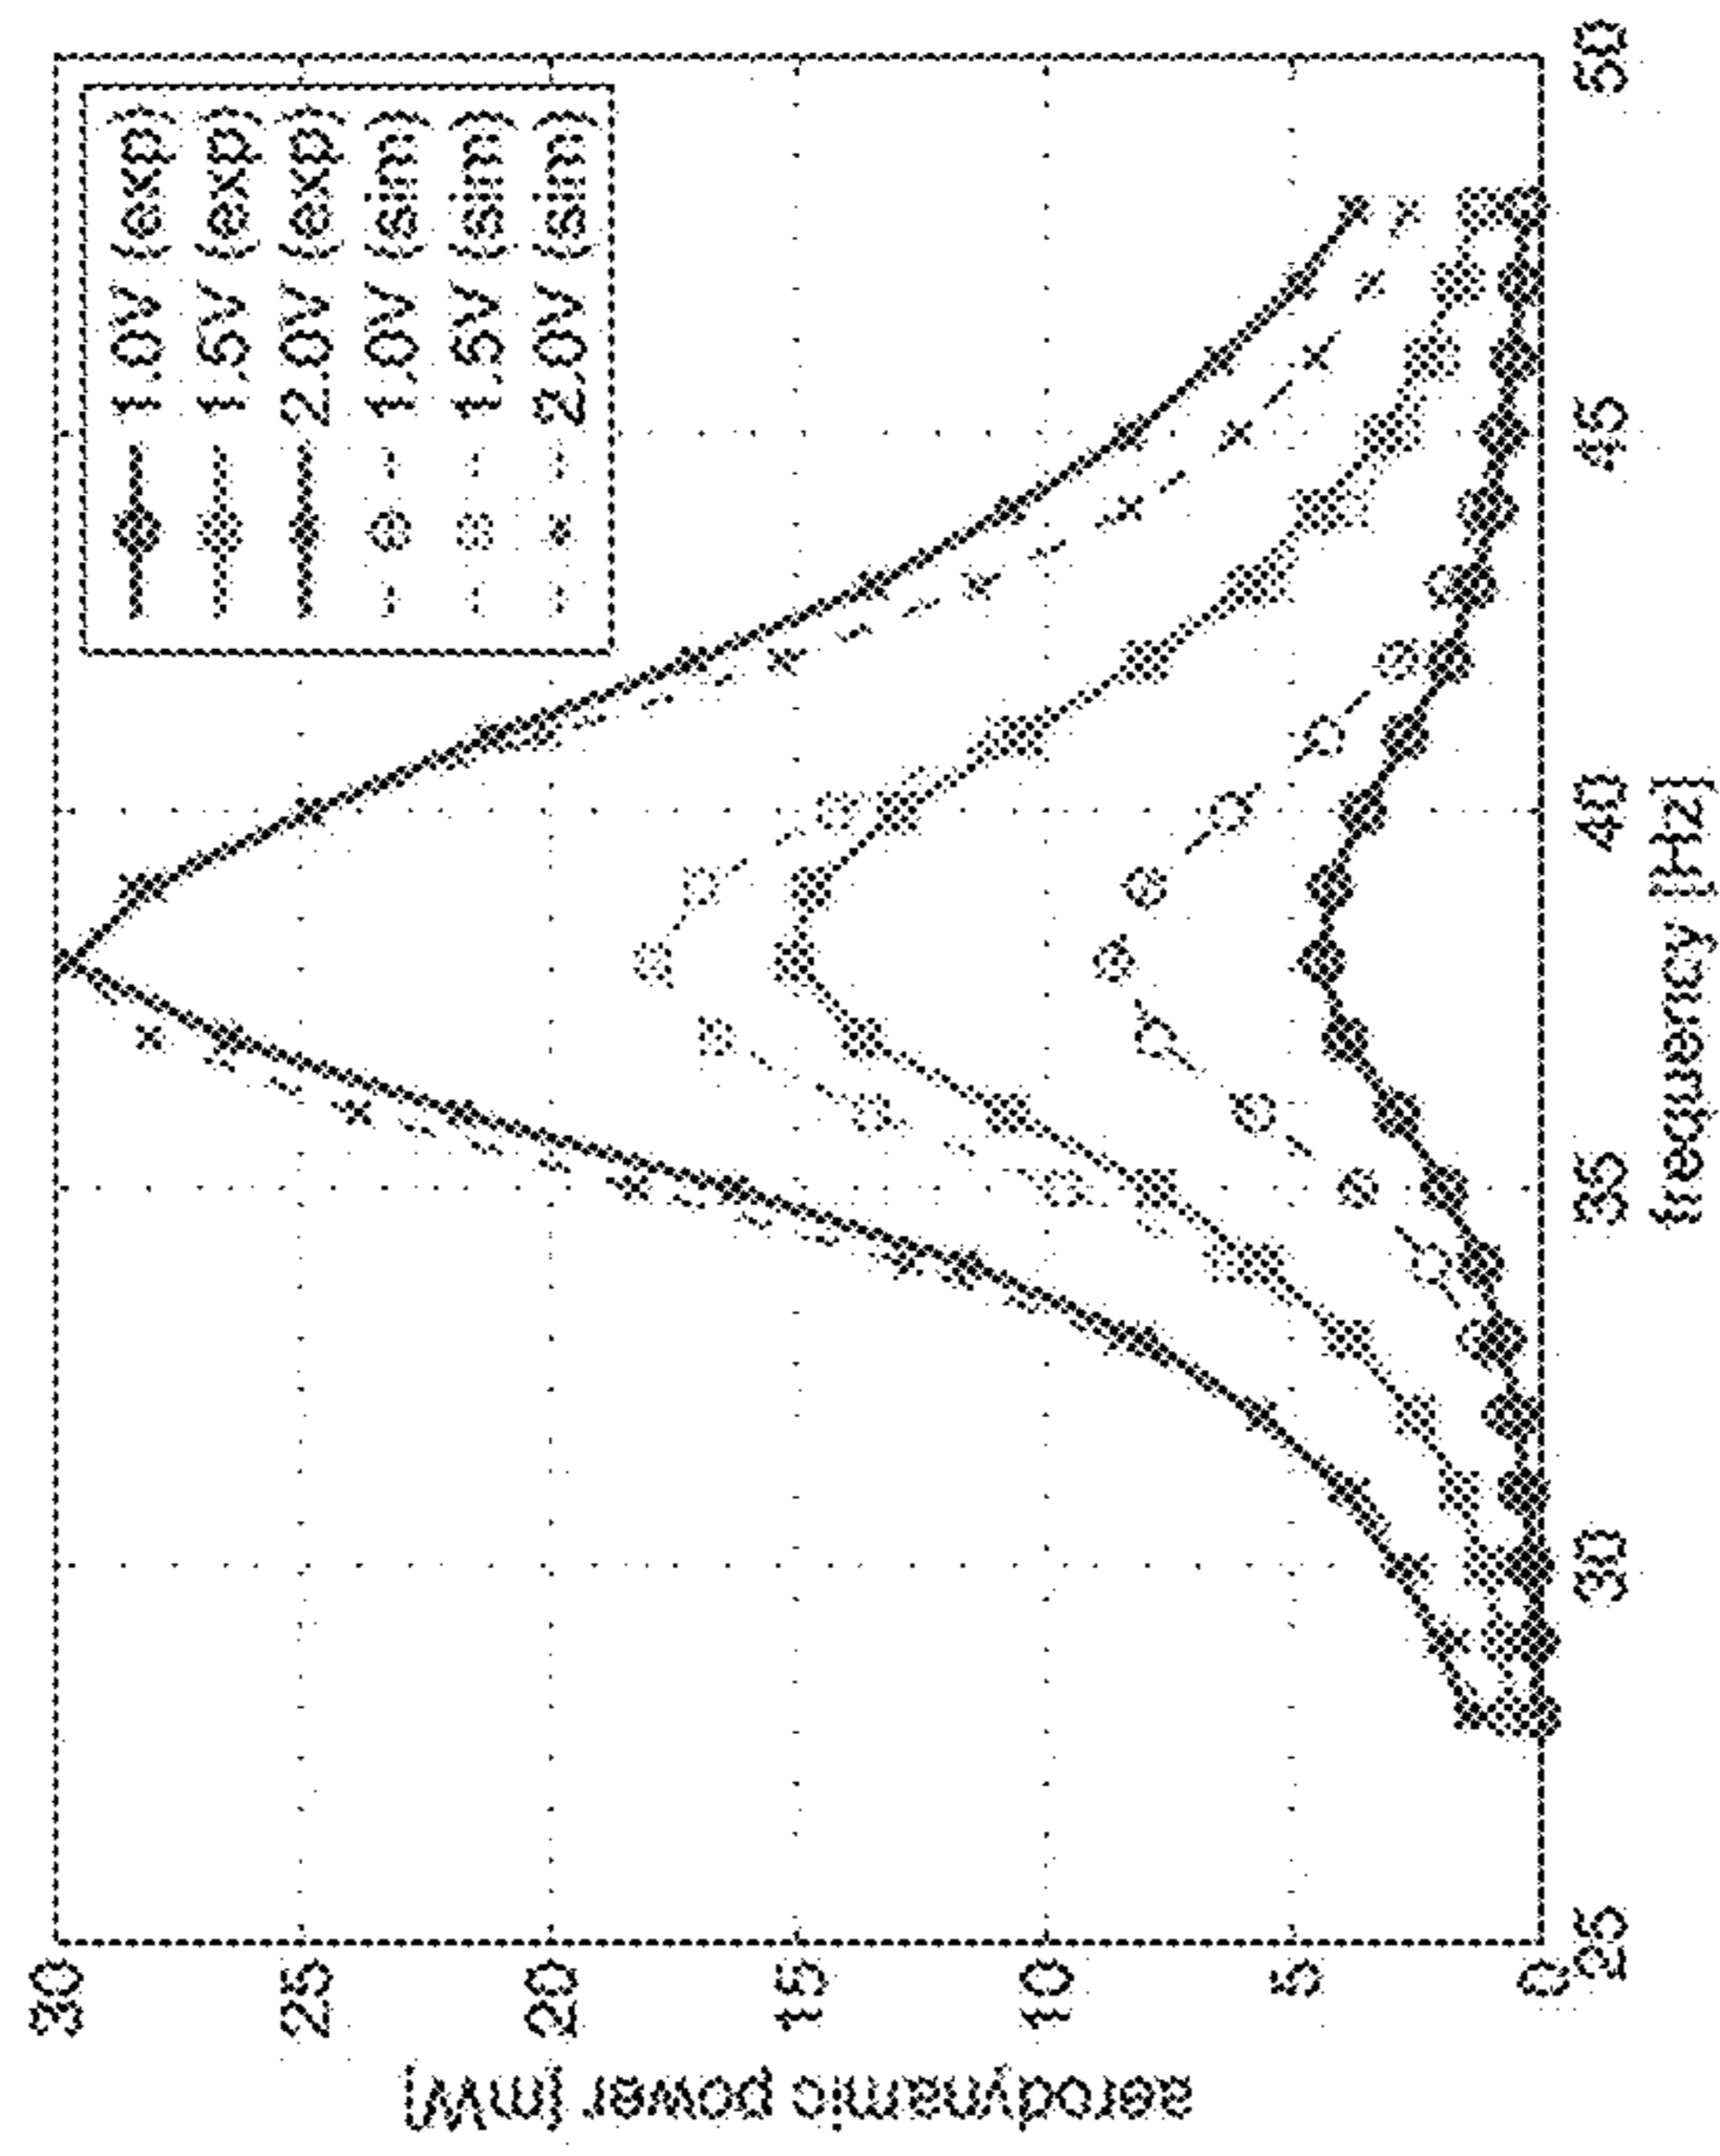 30
25
20
15
10
5
0
aerodynamic power [mW]
1.0V (exp)
1.5V (exp)
2.0V (exp)
1.0V (sim)
1.5V (sim)
2.0V (sim)
25
30
35
40
45
50
frequency [Hz]